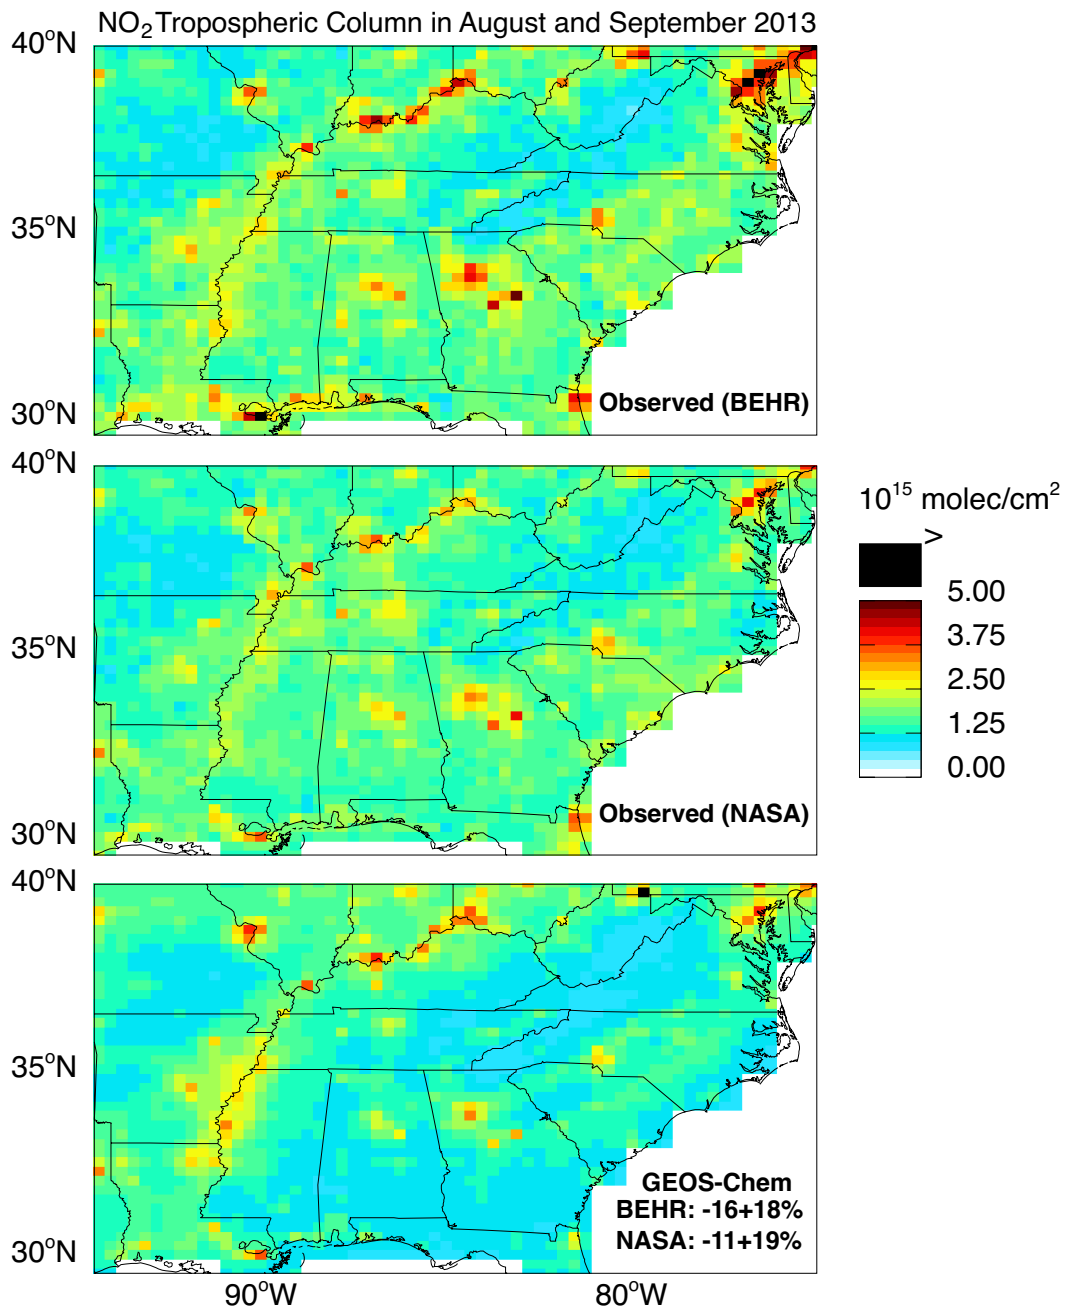 NO2 Tropospheric Column in August and September 2013
40°N
35°N
30°N
Observed (BEHR)
40°N
35°N
30°N
Observed (NASA)
10^15 molec/cm^2
>
5.00
3.75
2.50
1.25
0.00
40°N
35°N
30°N
GEOS-Chem
BEHR: -16+18%
NASA: -11+19%
90°W 80°W